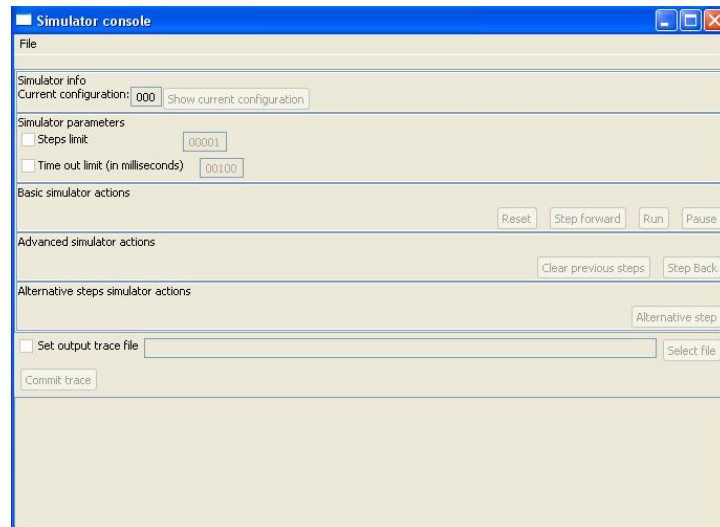 Simulator console
File
Simulator info
Current configuration: 000 Show current configuration
Simulator parameters
Steps limit 00001
Time out limit (in milliseconds) 00100
Basic simulator actions
Reset Step forward Run Pause
Advanced simulator actions
Clear previous steps Step Back
Alternative steps simulator actions
Alternative step
Set output trace file Select file
Commit trace